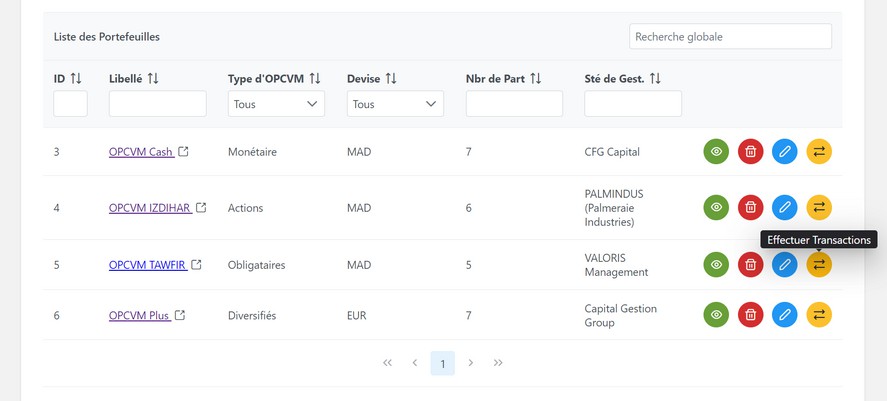 Liste des Portefeuilles
Recherche globale
ID Libellé Type d'OPCVM Devise Nbr de Part Sté de Gest.
Tous Tous
3 OPCVM Cash Monétaire MAD 7 CFG Capital
4 OPCVM IZDIHAR Actions MAD 6 PALMINDUS
(Palmeraie
Industries)
Effectuer Transactions
5 OPCVM TAWFIR Obligataires MAD 5 VALORIS
Management
6 OPCVM Plus Diversifiés EUR 7 Capital Gestion
Group
1